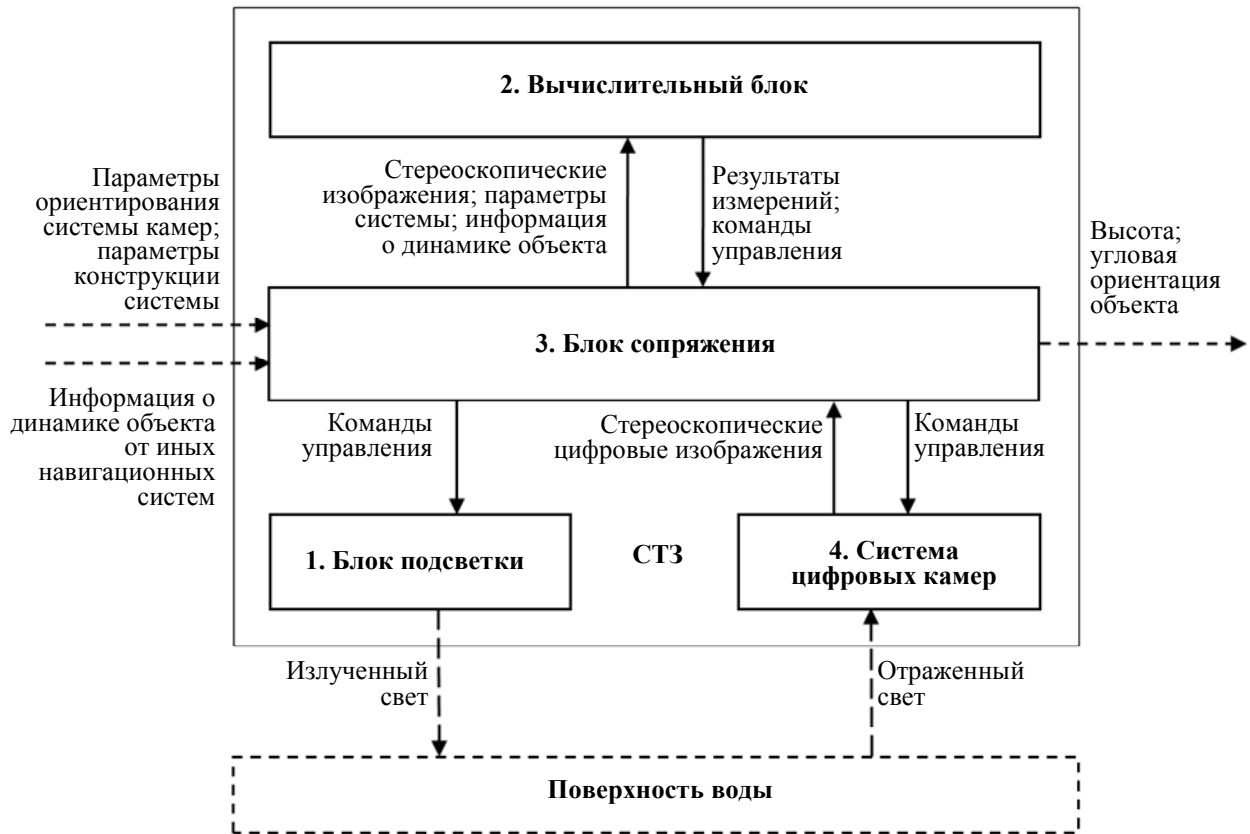 2. Вычислительный блок
Параметры
ориентирования
системы камер;
параметры
конструкции
системы
Стереоскопические
изображения; параметры
системы; информация
о динамике объекта
Результаты
измерений;
команды
управления
Высота;
угловая
ориентация
объекта
3. Блок сопряжения
Информация о
динамике объекта
от иных
навигационных
систем
Команды
управления
Стереоскопические
цифровые изображения
Команды
управления
1. Блок подсветки
СТЗ
4. Система
цифровых камер
Излученный
свет
Отраженный
свет
Поверхность воды